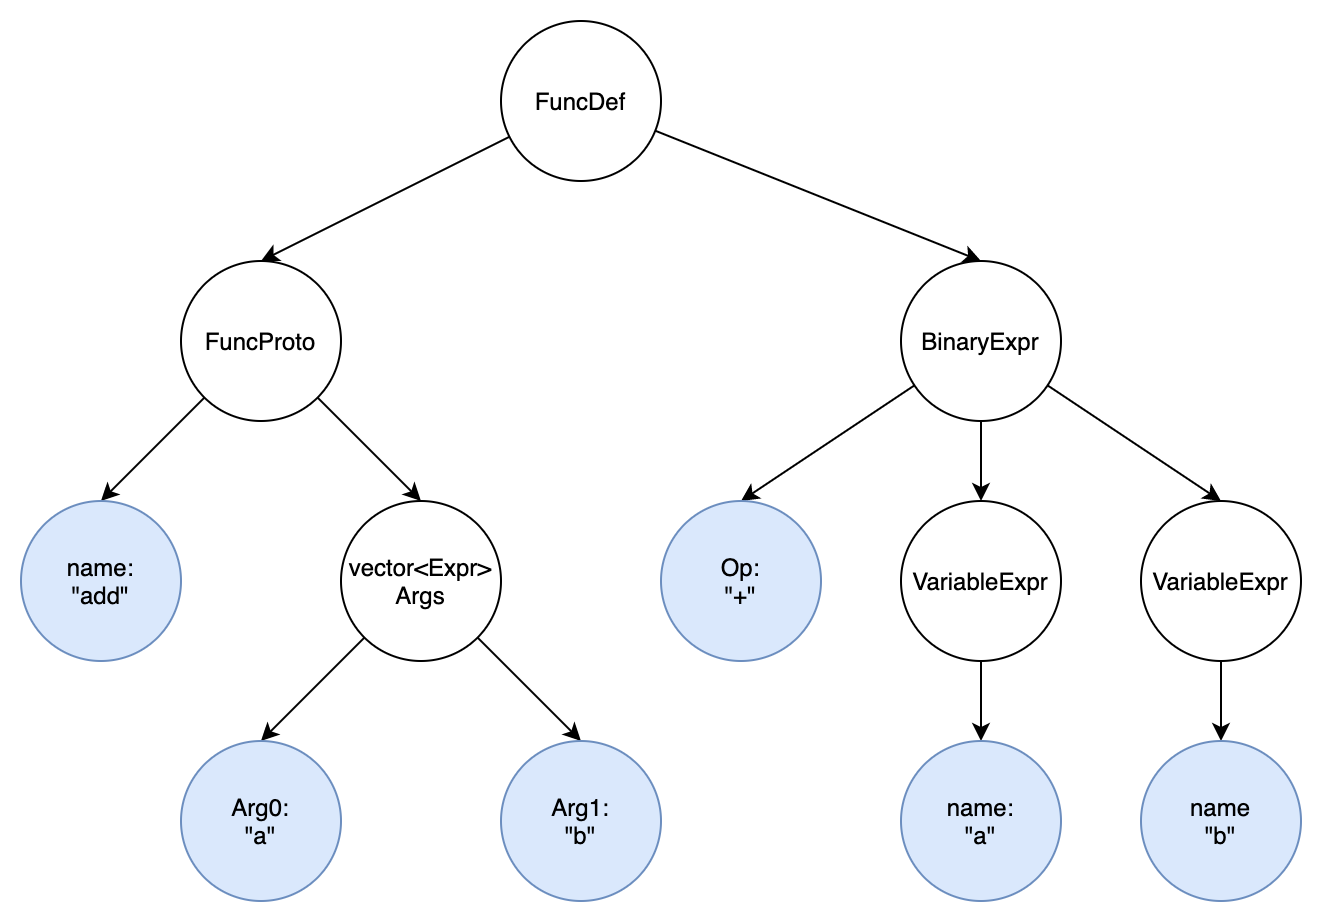 FuncDef
FuncProto
BinaryExpr
name:
"add"
vector<Expr>
Args
Op:
"+"
VariableExpr
VariableExpr
Arg0:
"a"
Arg1:
"b"
name:
"a"
name
"b"